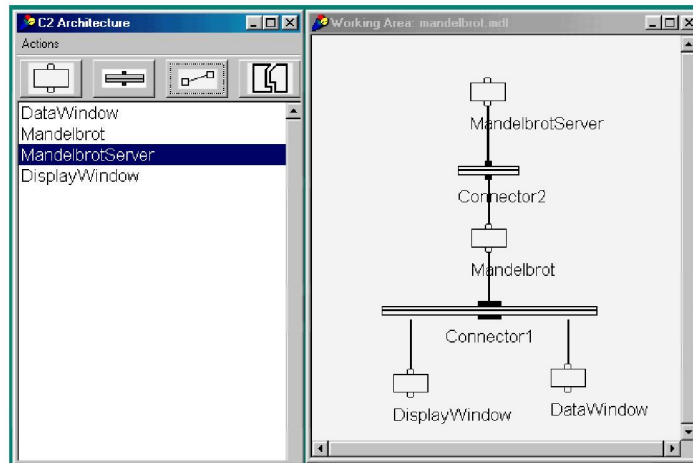 C2 Architecture
Actions
DataWindow
Mandelbrot
MandelbrotServer
DisplayWindow
Working Area: mandelbrot.mdl
MandelbrotServer
Connector2
Mandelbrot
Connector1
DisplayWindow
DataWindow